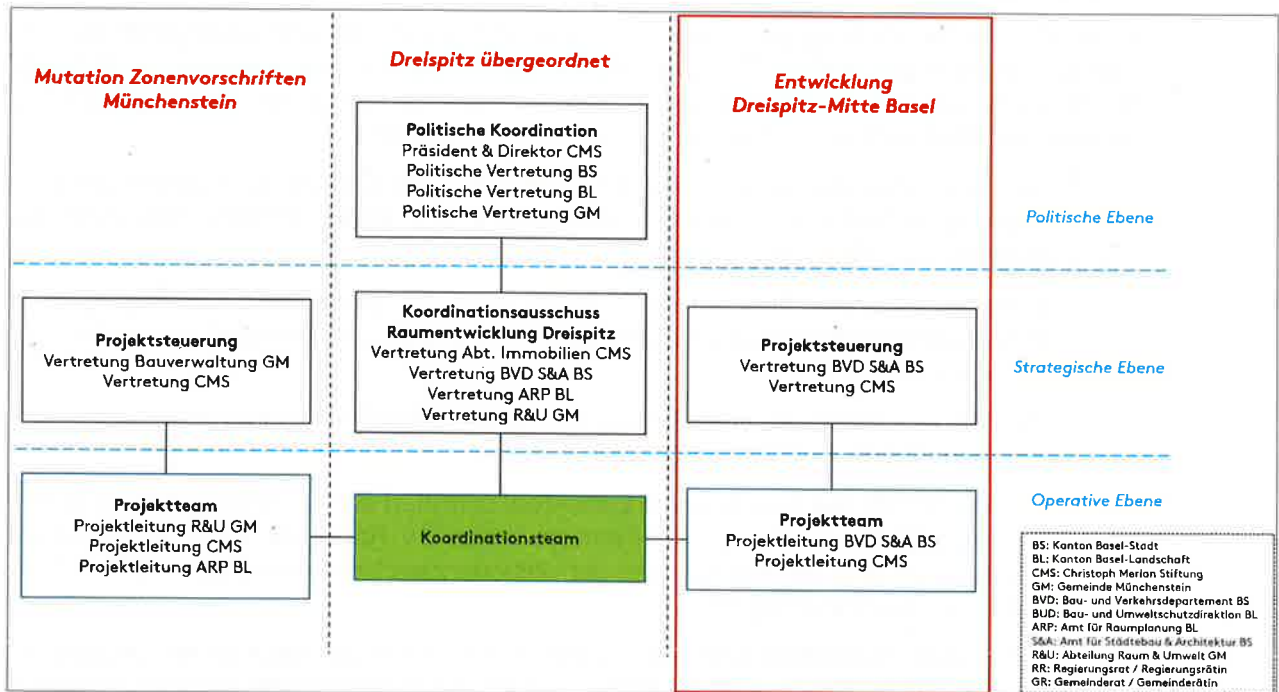 Mutation Zonenvorschriften
Münchenstein
Dreispitz übergeordnet
Entwicklung
Dreispitz-Mitte Basel
Politische Koordination
Präsident & Direktor CMS
Politische Vertretung BS
Politische Vertretung BL
Politische Vertretung GM
Politische Ebene
Projektsteuerung
Vertretung Bauverwaltung GM
Vertretung CMS
Koordinationsausschuss
Raumentwicklung Dreispitz
Vertretung Abt. Immobilien CMS
Vertretung BVD S&A BS
Vertretung ARP BL
Vertretung R&U GM
Projektsteuerung
Vertretung BVD S&A BS
Vertretung CMS
Strategische Ebene
Projektteam
Projektleitung R&U GM
Projektleitung CMS
Projektleitung ARP BL
Koordinationsteam
Projektteam
Projektleitung BVD S&A BS
Projektleitung CMS
Operative Ebene
BS: Kanton Basel-Stadt
BL: Kanton Basel-Landschaft
CMS: Christoph Merian Stiftung
GM: Gemeinde Münchenstein
BVD: Bau- und Verkehrsdepartement BS
BUD: Bau- und Umweltschutzdirektion BL
ARP: Amt für Raumplanung BL
S&A: Amt für Städtebau & Architektur BS
R&U: Abteilung Raum & Umwelt GM
RR: Regierungsrat / Regierungsrätin
GR: Gemeinderat / Gemeinderätin